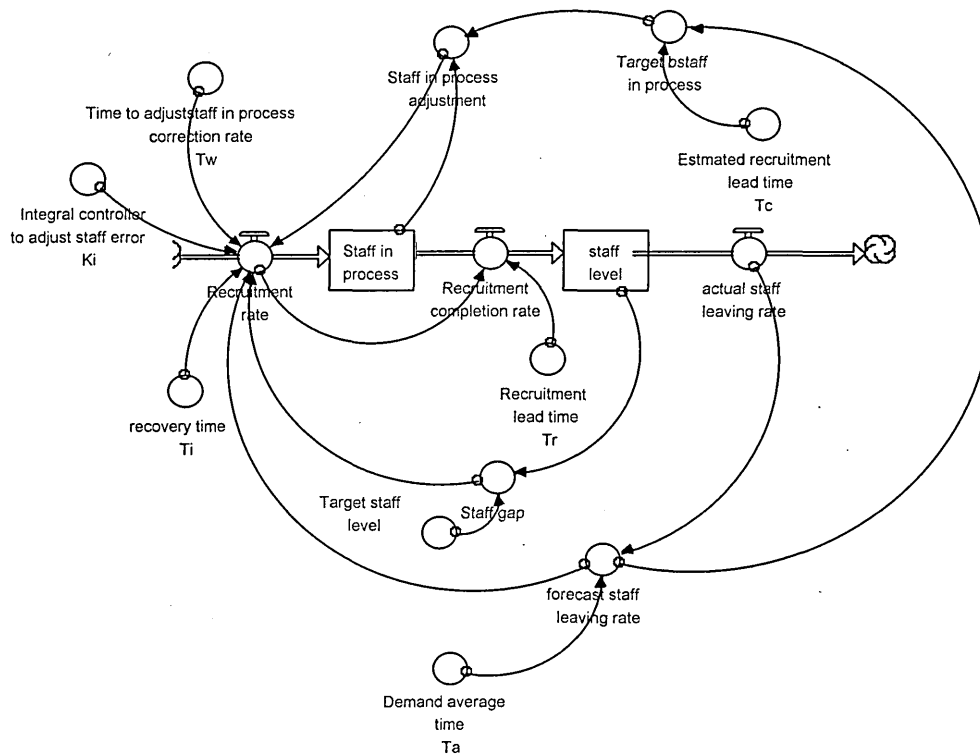 Staff in process
adjustment
Target bstaff
in process
Time to adjuststaff in process
correction rate
Tw
Estmated recruitment
lead time
Tc
Integral controller
to adjust staff error
Ki
Staff in
process
staff
level
Recruitment
rate
Recruitment
completion rate
actual staff
leaving rate
recovery time
Ti
Recruitment
lead time
Tr
Target staff
level
Staff gap
forecast staff
leaving rate
Demand average
time
Ta